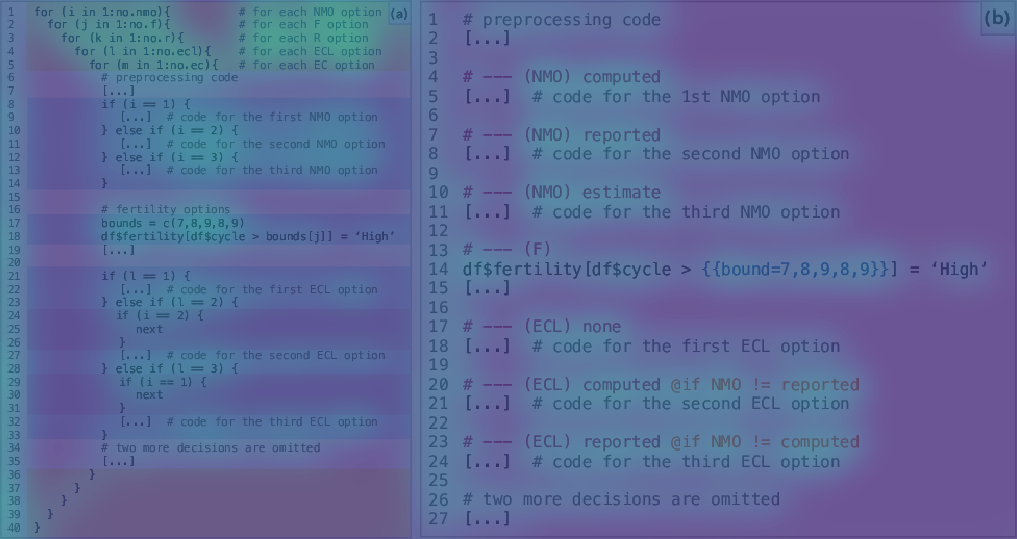 (a)
1 for (i in 1:no.nmo){ # for each NMO option
2 for (j in 1:no.f){ # for each F option
3 for (k in 1:no.r){ # for each R option
4 for (l in 1:no.ecl){ # for each ECL option
5 for (m in 1:no.ec){ # for each EC option
6 # preprocessing code
7 [...]
8 if (i == 1) {
9 [...] # code for the first NMO option
10 } else if (i = 2) {
11 [...] # code for the second NMO option
12 } else if (i = 3) {
13 [...] # code for the third NMO option
14 }
15
16 # fertility options
17 bounds = c(7,8,9,8,9)
18 df$fertility[df$cycle > bounds[j]] = ‘High’
19 [...]
20
21 if (l = 1) {
22 [...] # code for the first ECL option
23 } else if (l = 2) {
24 if (i = 2) {
25 next
26 }
27 [...] # code for the second ECL option
28 } else if (l = 3) {
29 if (i == 1) {
30 next
31 }
32 [...] # code for the third ECL option
33 }
34 # two more decisions are omitted
35 [...]
36 }
37 }
38 }
39 }
40 }
(b)
1 # preprocessing code
2 [...]
3
4 # --- (NMO) computed
5 [...] # code for the 1st NMO option
6
7 # --- (NMO) reported
8 [...] # code for the second NMO option
9
10 # --- (NMO) estimate
11 [...] # code for the third NMO option
12
13 # --- (F)
14 df$fertility[df$cycle > {{bound=7,8,9,8,9}}] = ‘High’
15 [...]
16
17 # --- (ECL) none
18 [...] # code for the first ECL option
19
20 # --- (ECL) computed @if NMO != reported
21 [...] # code for the second ECL option
22
23 # --- (ECL) reported @if NMO != computed
24 [...] # code for the third ECL option
25
26 # two more decisions are omitted
27 [...]